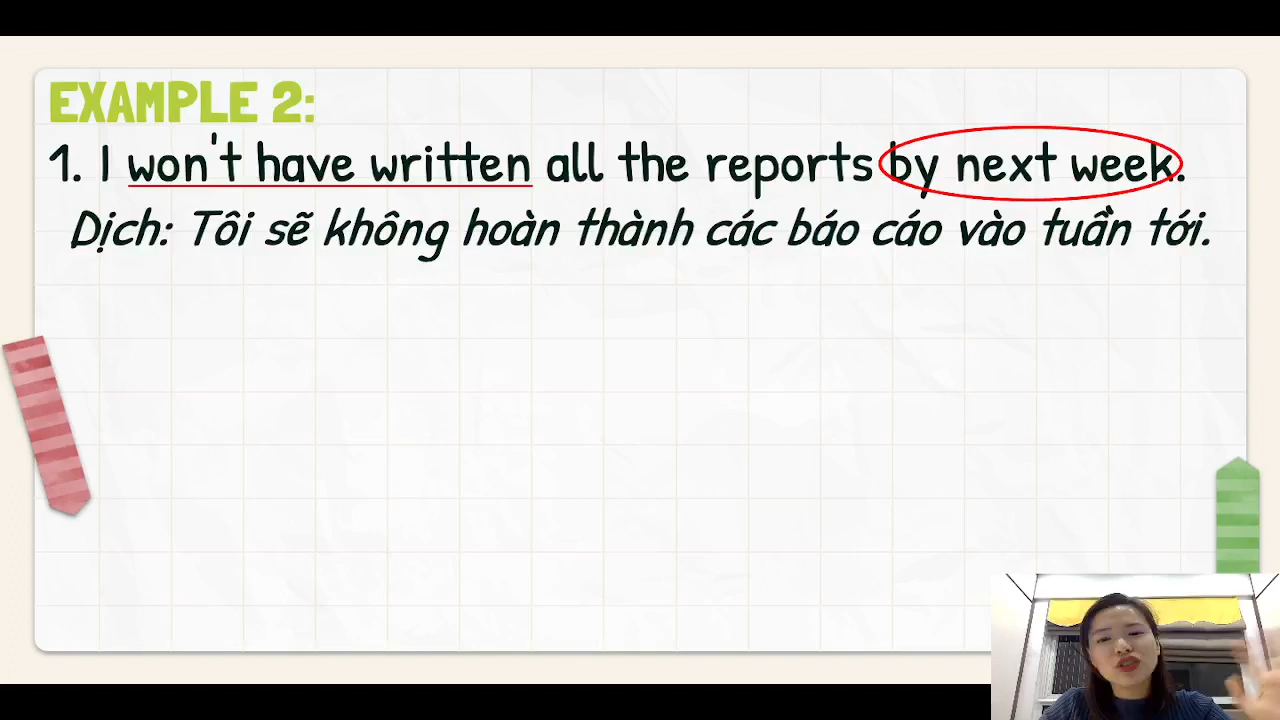 EXAMPLE 2:
1. I won't have written all the reports by next week.
Dịch: Tôi sẽ không hoàn thành các báo cáo vào tuần tới.